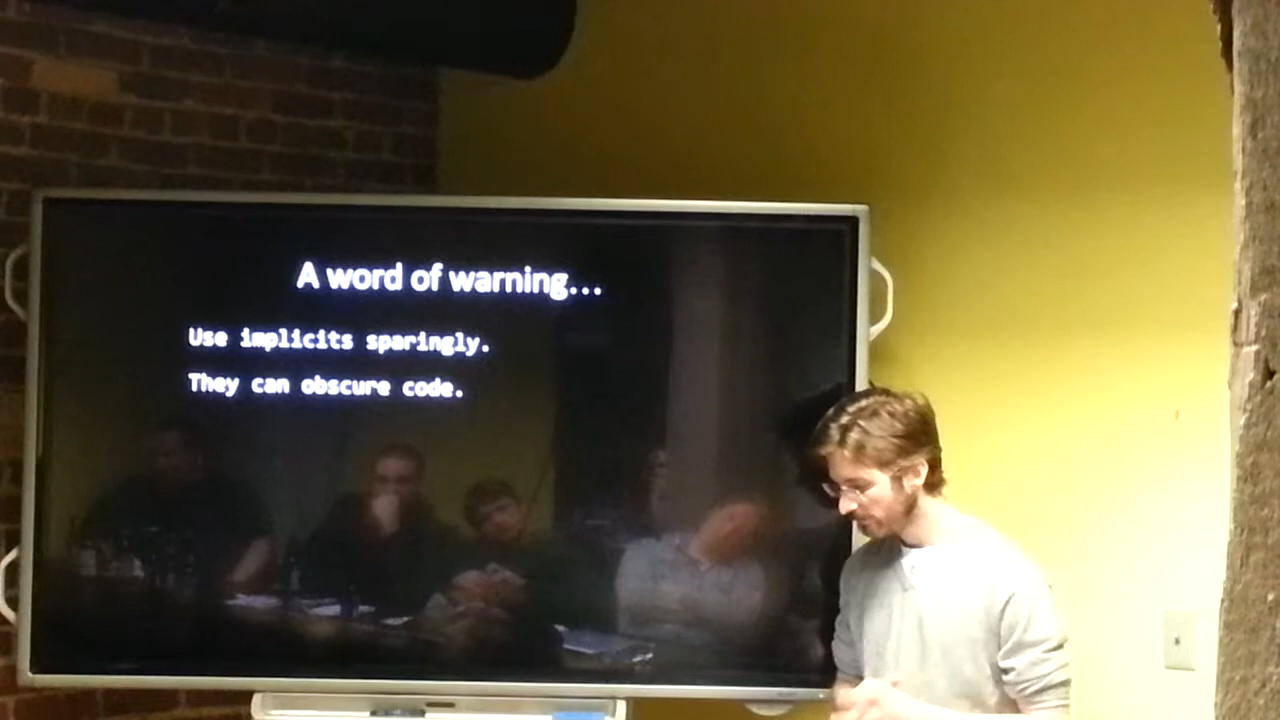 A word of warning...
Use implicits sparingly.
They can obscure code.